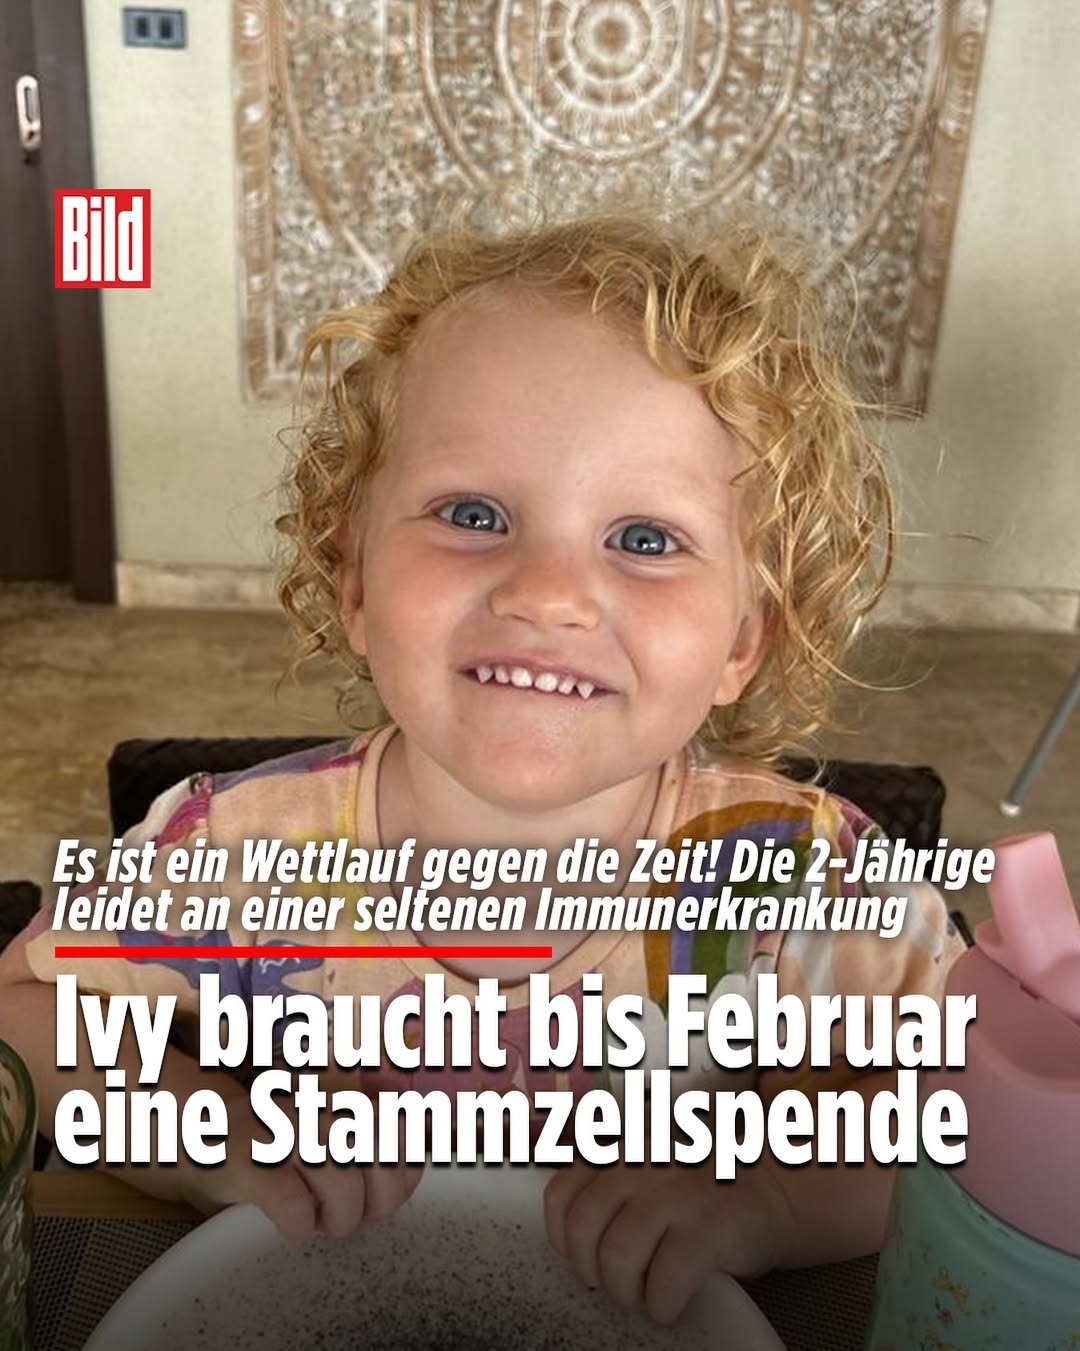 Bild
Es ist ein Wettlauf gegen die Zeit! Die 2-Jährige
leidet an einer seltenen Immunerkrankung
Ivy braucht bis Februar
eine Stammzellspende